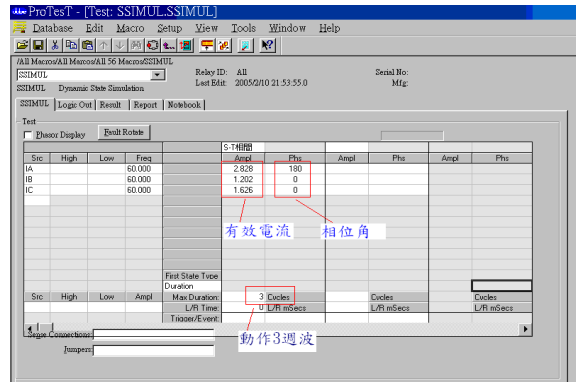 ProTesT - [Test: SSIMUL.SSIMUL]
Database Edit Macro Setup View Tools Window Help
/All Macros/All Macros/All 56 Macros/SSIMUL
SSIMUL Relay ID: All Serial No:
SSIMUL Dynamic State Simulation Last Edit: 2005/2/10 21:53:55.0 Mfg:
SSIMUL Logic Out Result Report Notebook
Test
Phasor Display Fault Rotate
S-T相間
Src High Low Freq Ampl Phs Ampl Phs Ampl Phs
IA 60.000 2.828 180
IB 60.000 1.202 0
IC 60.000 1.626 0
有效電流 相位角
First State Type
Duration
Src High Low Ampl Max Duration: 3 Cycles Cycles Cycles
L/R Time: 0 L/R mSecs L/R mSecs L/R mSecs
Trigger/Event:
Sense Connections:
動作3週波
Jumpers: